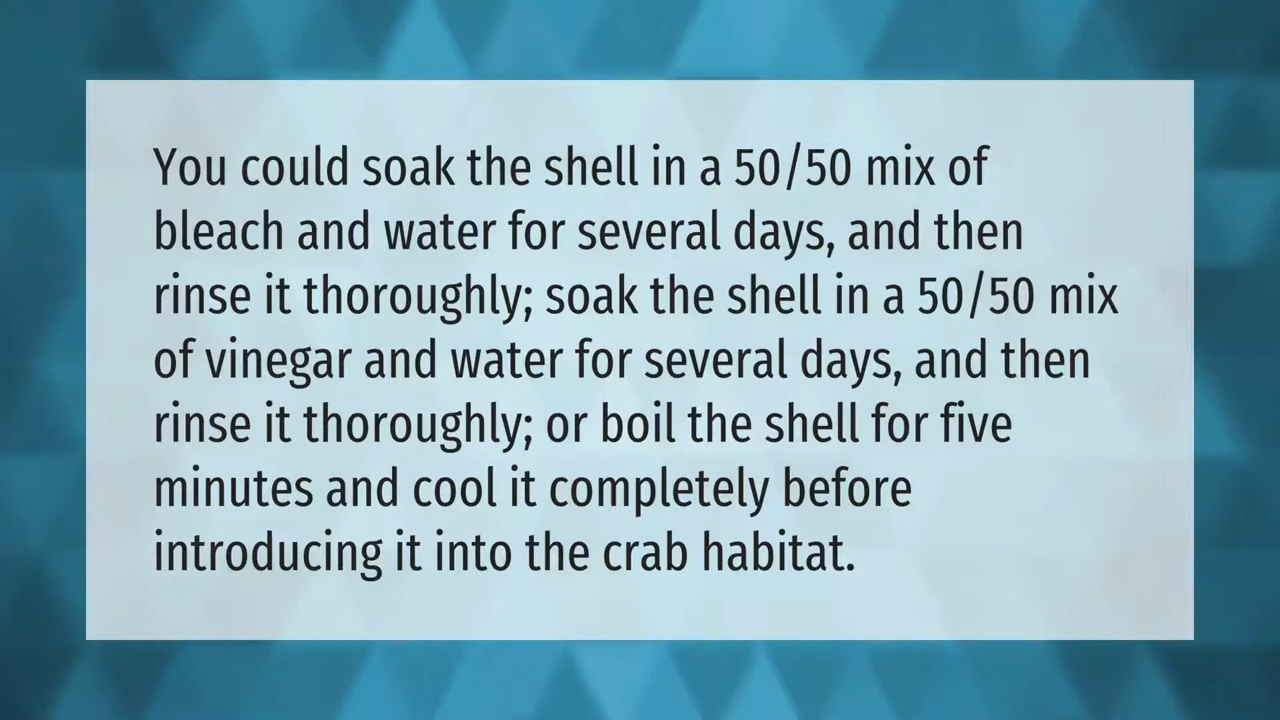 You could soak the shell in a 50/50 mix of
bleach and water for several days, and then
rinse it thoroughly; soak the shell in a 50/50 mix
of vinegar and water for several days, and then
rinse it thoroughly; or boil the shell for five
minutes and cool it completely before
introducing it into the crab habitat.